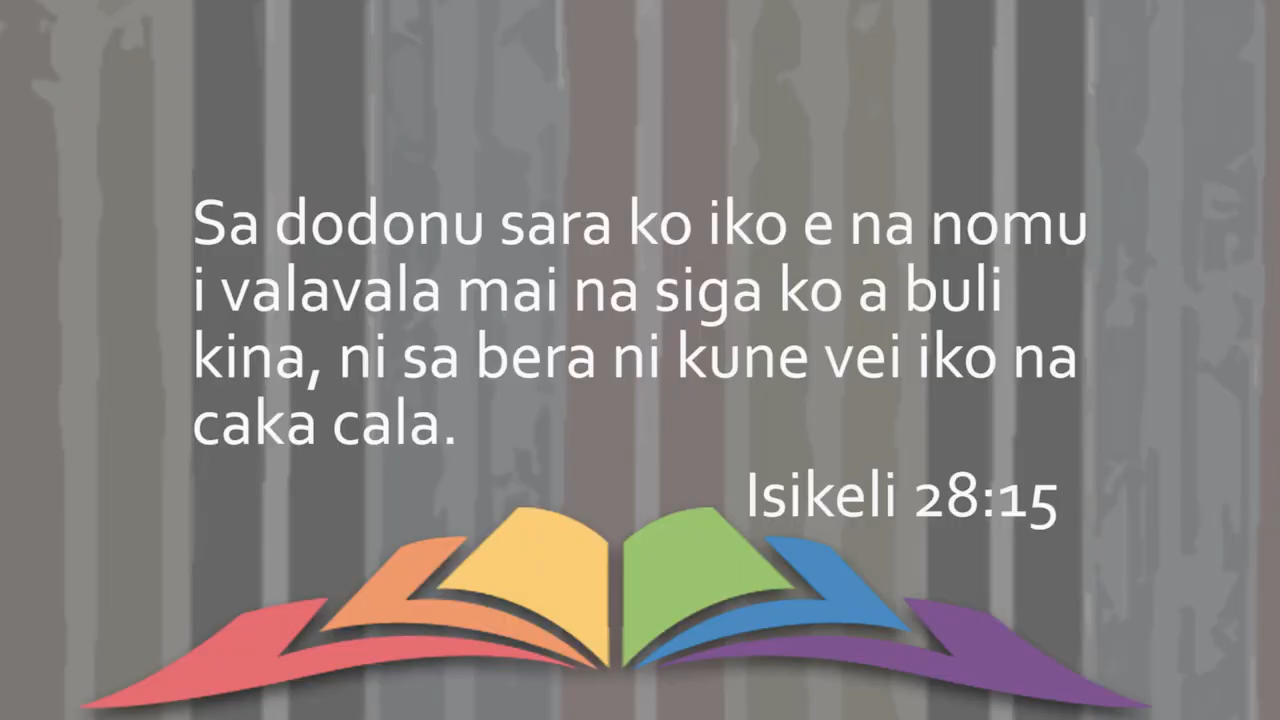 Sa dodonu sara ko iko e na nomu
i valavala mai na siga ko a buli
kina, ni sa bera ni kune vei iko na
caka cala.
Isikeli 28:15